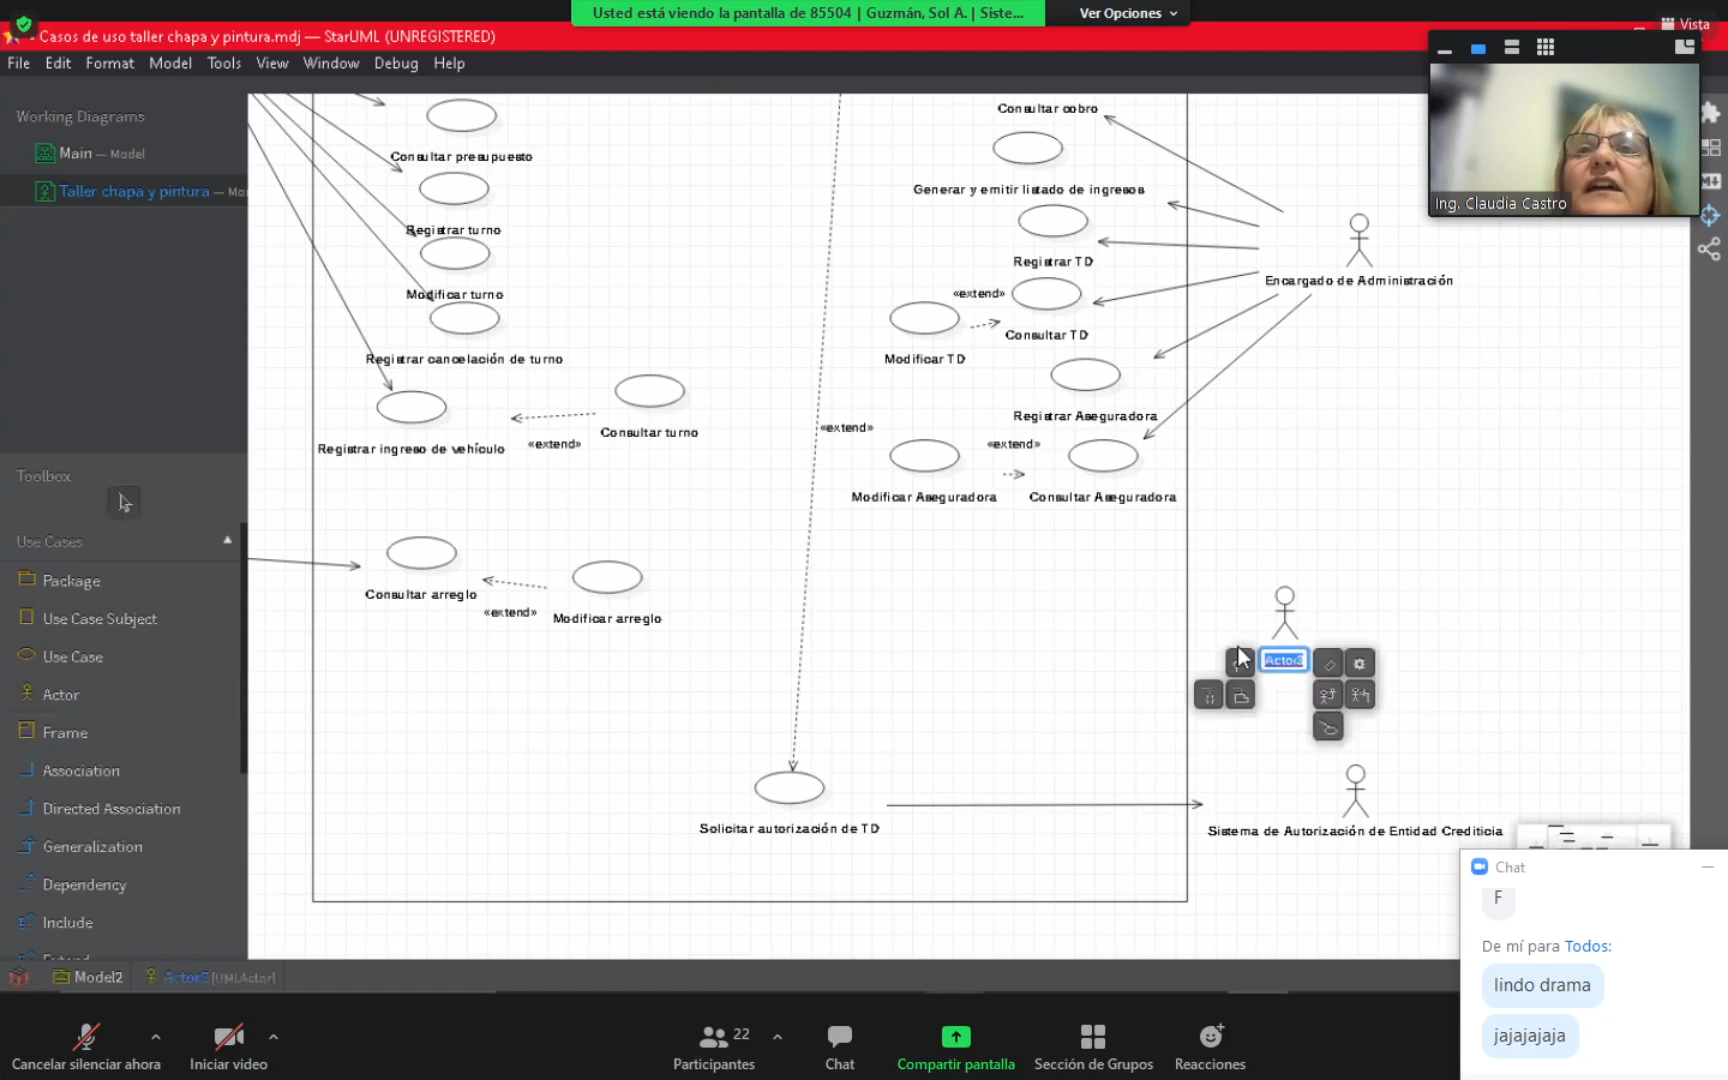 Usted está viendo la pantalla de 85504 | Guzmán, Sol A. | Siste...
Ver Opciones
Vista
Casos de uso taller chapa y pintura.mdj — StarUML (UNREGISTERED)
File Edit Format Model Tools View Window Debug Help
Ing. Claudia Castro
Working Diagrams
Main — Model
Taller chapa y pintura — Mo
Toolbox
Use Cases
Package
Use Case Subject
Use Case
Actor
Frame
Association
Directed Association
Generalization
Dependency
Include
Extend
Consultar presupuesto
Registrar turno
Modificar turno
Registrar cancelación de turno
Registrar ingreso de vehículo
«extend»
Consultar turno
Consultar arreglo
«extend»
Modificar arreglo
«extend»
Solicitar autorización de TD
Consultar cobro
Generar y emitir listado de ingresos
Registrar TD
«extend»
Consultar TD
Modificar TD
Registrar Aseguradora
«extend»
Modificar Aseguradora
Consultar Aseguradora
Encargado de Administración
Actor3
Sistema de Autorización de Entidad Crediticia
Model2
Actor3 [UMLActor]
Chat
F
De mí para Todos:
lindo drama
jajajajaja
Cancelar silenciar ahora
Iniciar video
22
Participantes
Chat
Compartir pantalla
Sección de Grupos
Reacciones